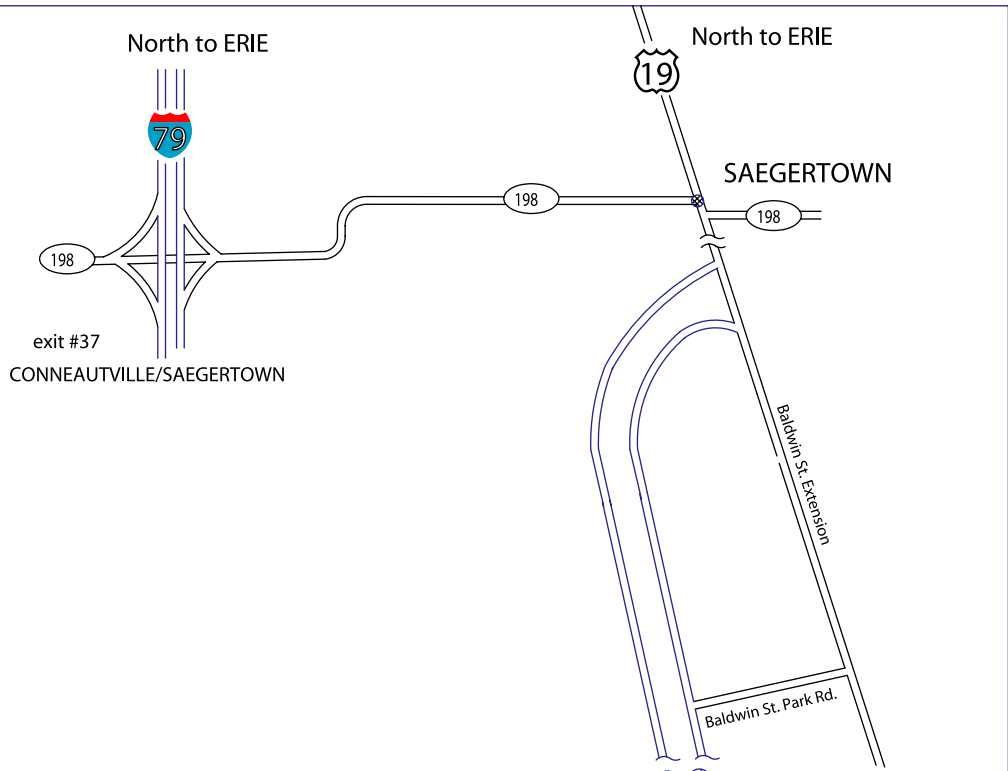 North to ERIE
North to ERIE
19
79
SAEGERTOWN
198
198
198
exit #37
CONNEAUTVILLE/SAEGERTOWN
Baldwin St. Extension
Baldwin St. Park Rd.